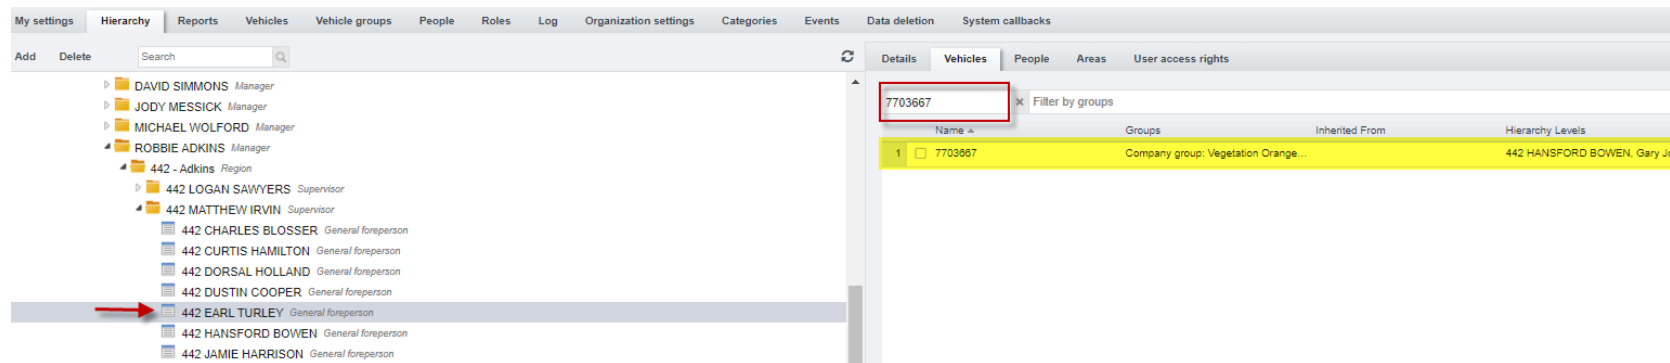 My settings Hierarchy Reports Vehicles Vehicle groups People Roles Log Organization settings Categories Events Data deletion System callbacks
Add Delete Search
DAVID SIMMONS Manager
JODY MESSICK Manager
MICHAEL WOLFORD Manager
ROBBIE ADKINS Manager
442 - Adkins Region
442 LOGAN SAWYERS Supervisor
442 MATTHEW IRVIN Supervisor
442 CHARLES BLOSSER General foreperson
442 CURTIS HAMILTON General foreperson
442 DORSAL HOLLAND General foreperson
442 DUSTIN COOPER General foreperson
442 EARL TURLEY General foreperson
442 HANSFORD BOWEN General foreperson
442 JAMIE HARRISON General foreperson
Details Vehicles People Areas User access rights
7703667 Filter by groups
Name Groups Inherited From Hierarchy Levels
1 7703667 Company group: Vegetation Orange... 442 HANSFORD BOWEN, Gary